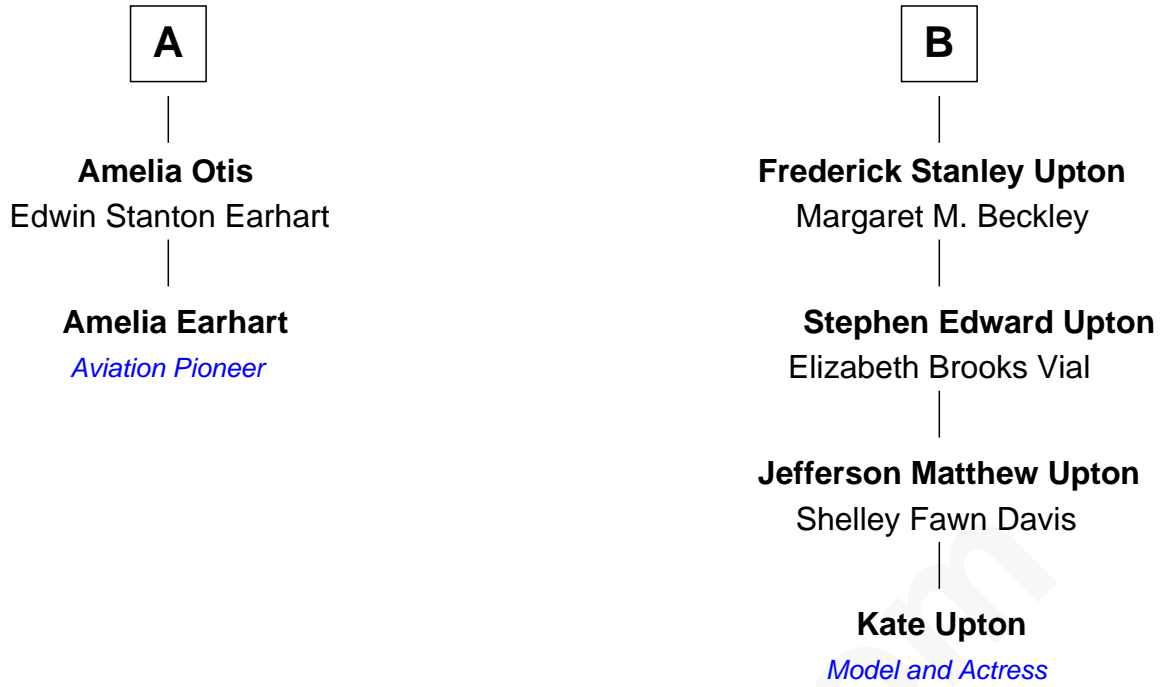 A
Amelia Otis
Edwin Stanton Earhart
Amelia Earhart
Aviation Pioneer
B
Frederick Stanley Upton
Margaret M. Beckley
Stephen Edward Upton
Elizabeth Brooks Vial
Jefferson Matthew Upton
Shelley Fawn Davis
Kate Upton
Model and Actress